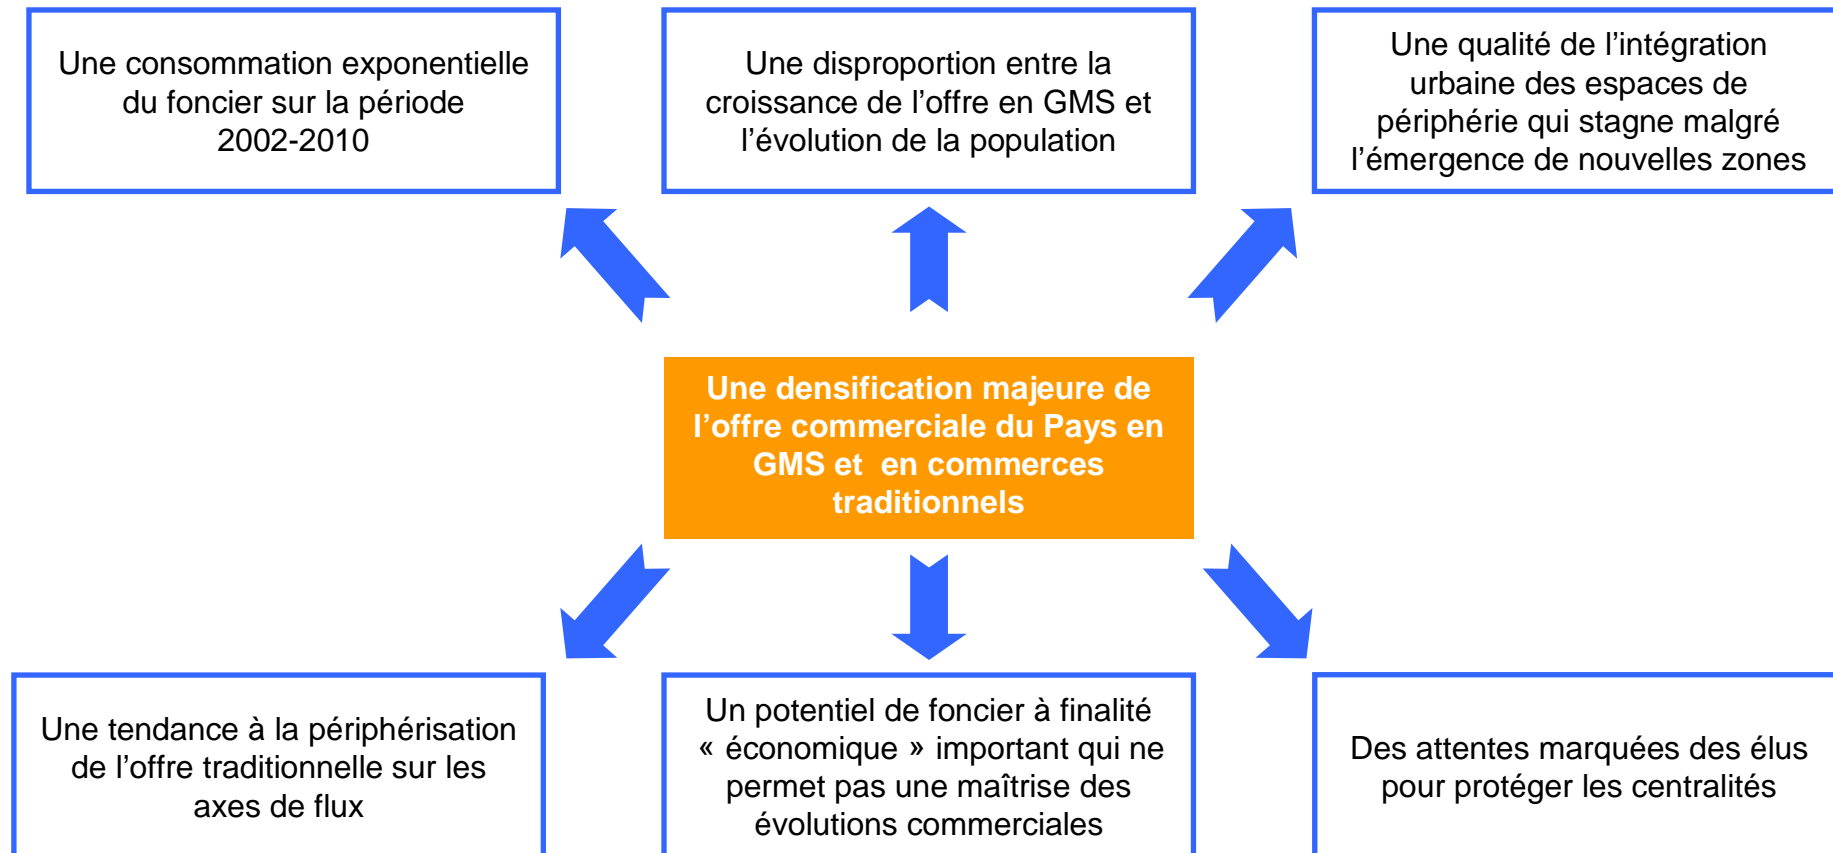 Une consommation exponentielle
du foncier sur la période
2002-2010
Une disproportion entre la
croissance de l’offre en GMS et
l’évolution de la population
Une qualité de l’intégration
urbaine des espaces de
périphérie qui stagne malgré
l’émergence de nouvelles zones
Une densification majeure de
l’offre commerciale du Pays en
GMS et en commerces
traditionnels
Une tendance à la périphérisation
de l’offre traditionnelle sur les
axes de flux
Un potentiel de foncier à finalité
« économique » important qui ne
permet pas une maîtrise des
évolutions commerciales
Des attentes marquées des élus
pour protéger les centralités